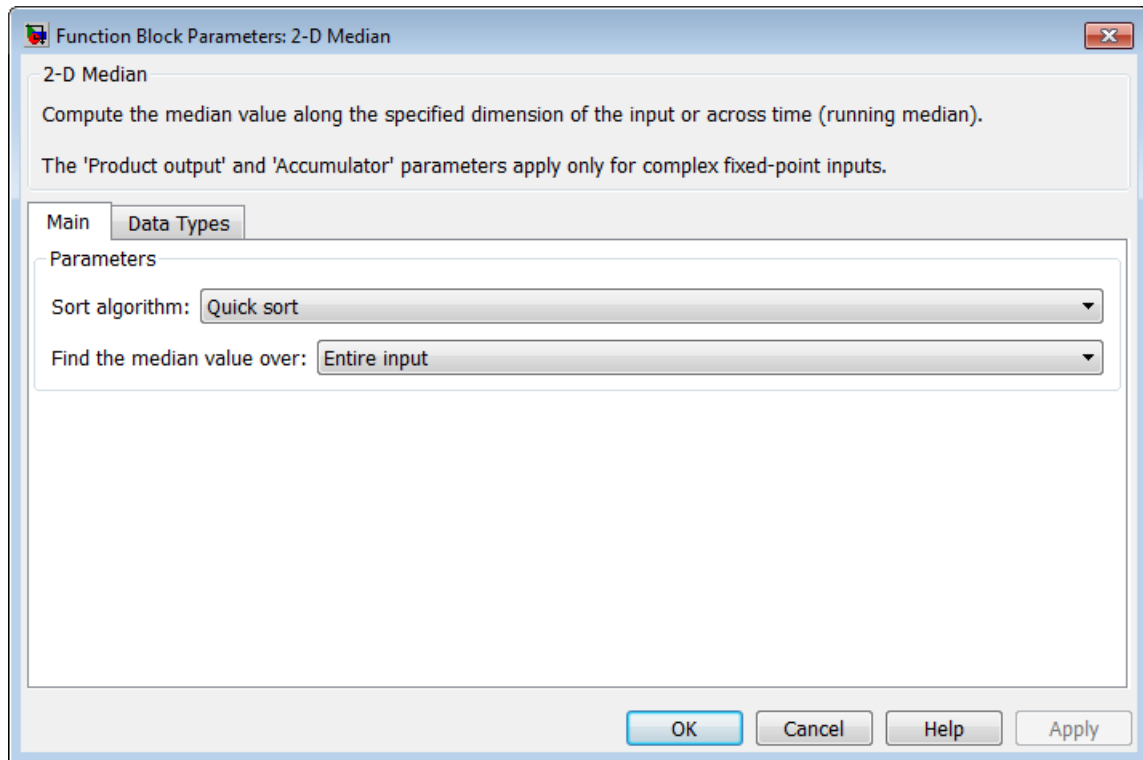 Function Block Parameters: 2-D Median
2-D Median
Compute the median value along the specified dimension of the input or across time (running median).
The 'Product output' and 'Accumulator' parameters apply only for complex fixed-point inputs.
Main Data Types
Parameters
Sort algorithm: Quick sort
Find the median value over: Entire input
OK Cancel Help Apply